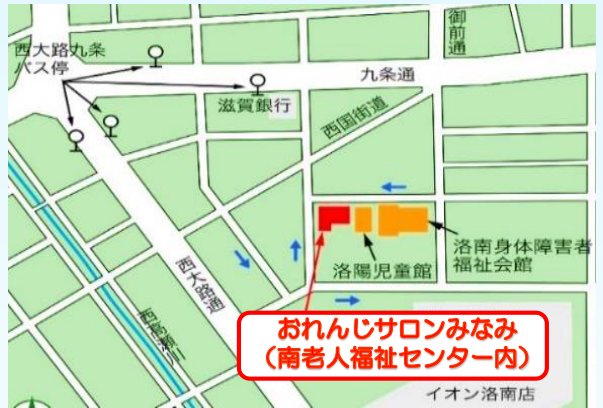 御前通
西大路九条
バス停
九条通
滋賀銀行
西国街道
洛南身体障害者
福祉会館
洛陽児童館
西大路通
西高瀬川
おれんじサロンみなみ
（南老人福祉センター内）
イオン洛南店